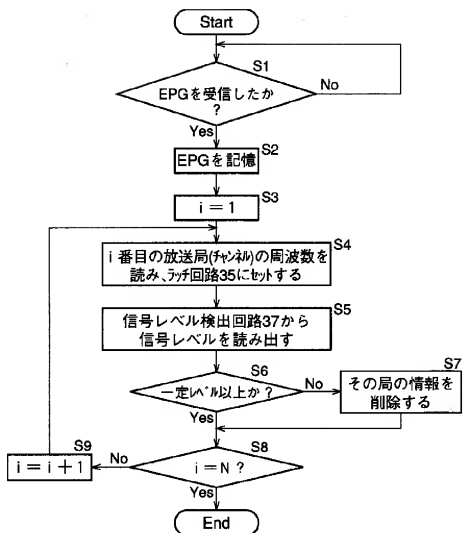 Start
S1
EPGを受信したか
?
No
Yes
S2
EPGを記憶
S3
i = 1
S4
i 番目の放送局(チャンネル)の周波数を
読み、ラッチ回路35にセットする
S5
信号レベル検出回路37から
信号レベルを読み出す
S6
一定レベル以上か ?
No
Yes
S7
その局の情報を
削除する
S8
i = N ?
No
Yes
S9
i = i + 1
End